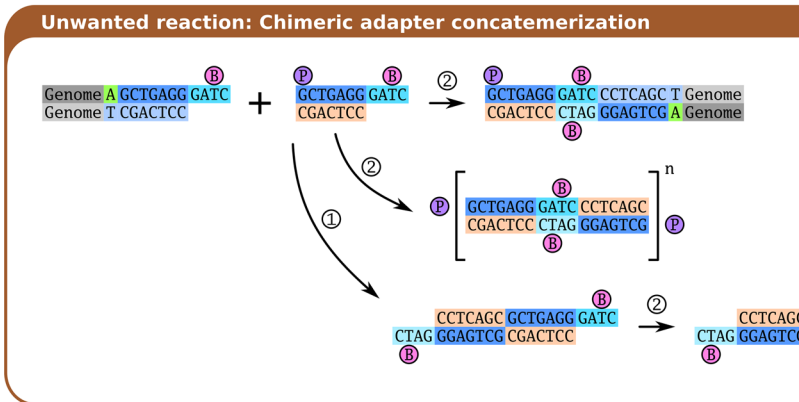 Unwanted reaction: Chimeric adapter concatemerization
B P B P B
Genome A GCTGAGG GATC + GCTGAGG GATC ② GCTGAGG GATC CCTCAGC T Genome
Genome T CGACTCC CGACTCC CGACTCC CTAG GGAGTCG A Genome
B
② n
B
P GCTGAGG GATC CCTCAGC
CGACTCC CTAG GGAGTCG P
① B
B ②
CCTCAGC GCTGAGG GATC CCTCAGC
CTAG GGAGTCG CGACTCC CTAG GGAGTC
B B